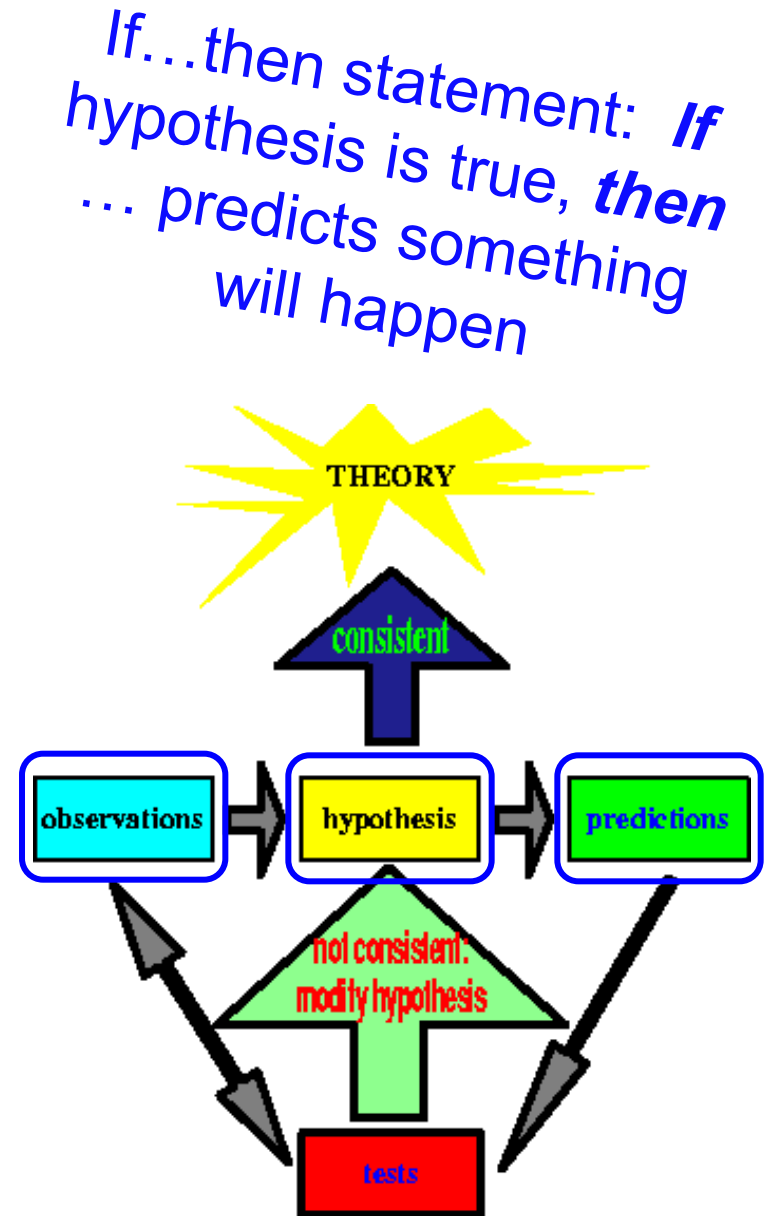 If…then statement: If
hypothesis is true, then
… predicts something
will happen
THEORY
consistent
observations
hypothesis
predictions
not consistent:
modify hypothesis
tests